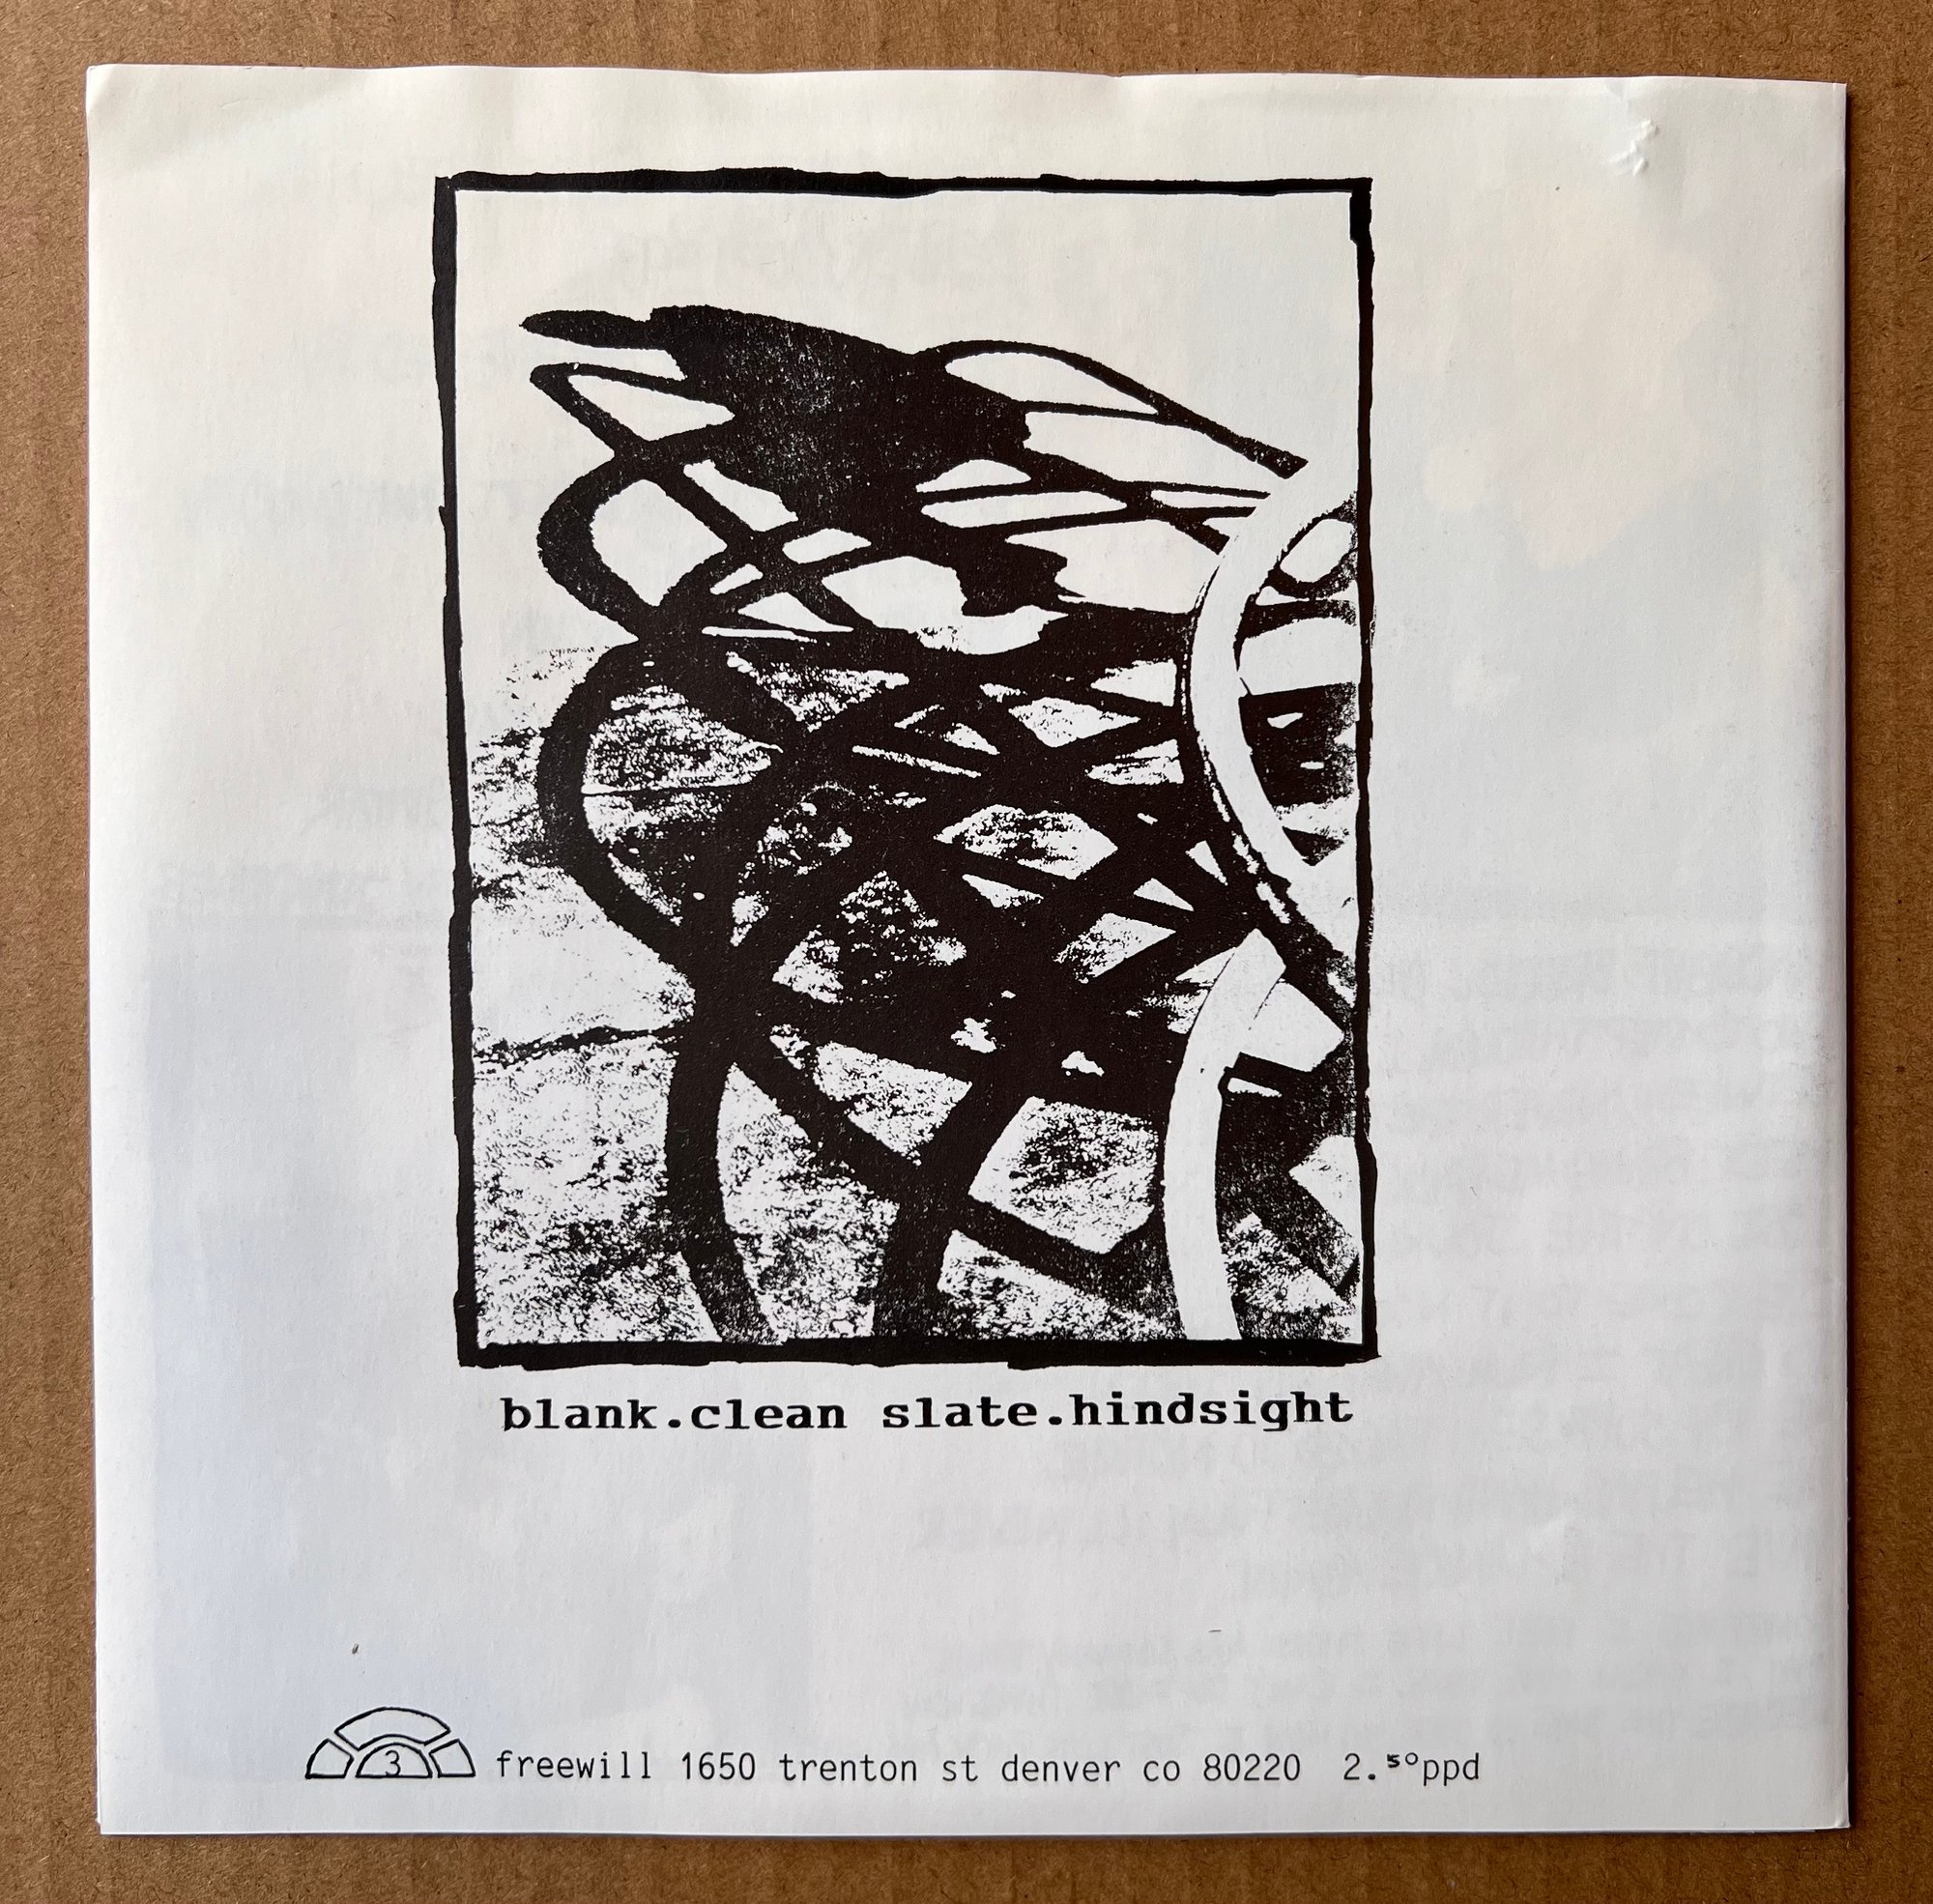 blank.clean slate.hindsight
3 freewill 1650 trenton st denver co 80220 2.⁵⁰ppd